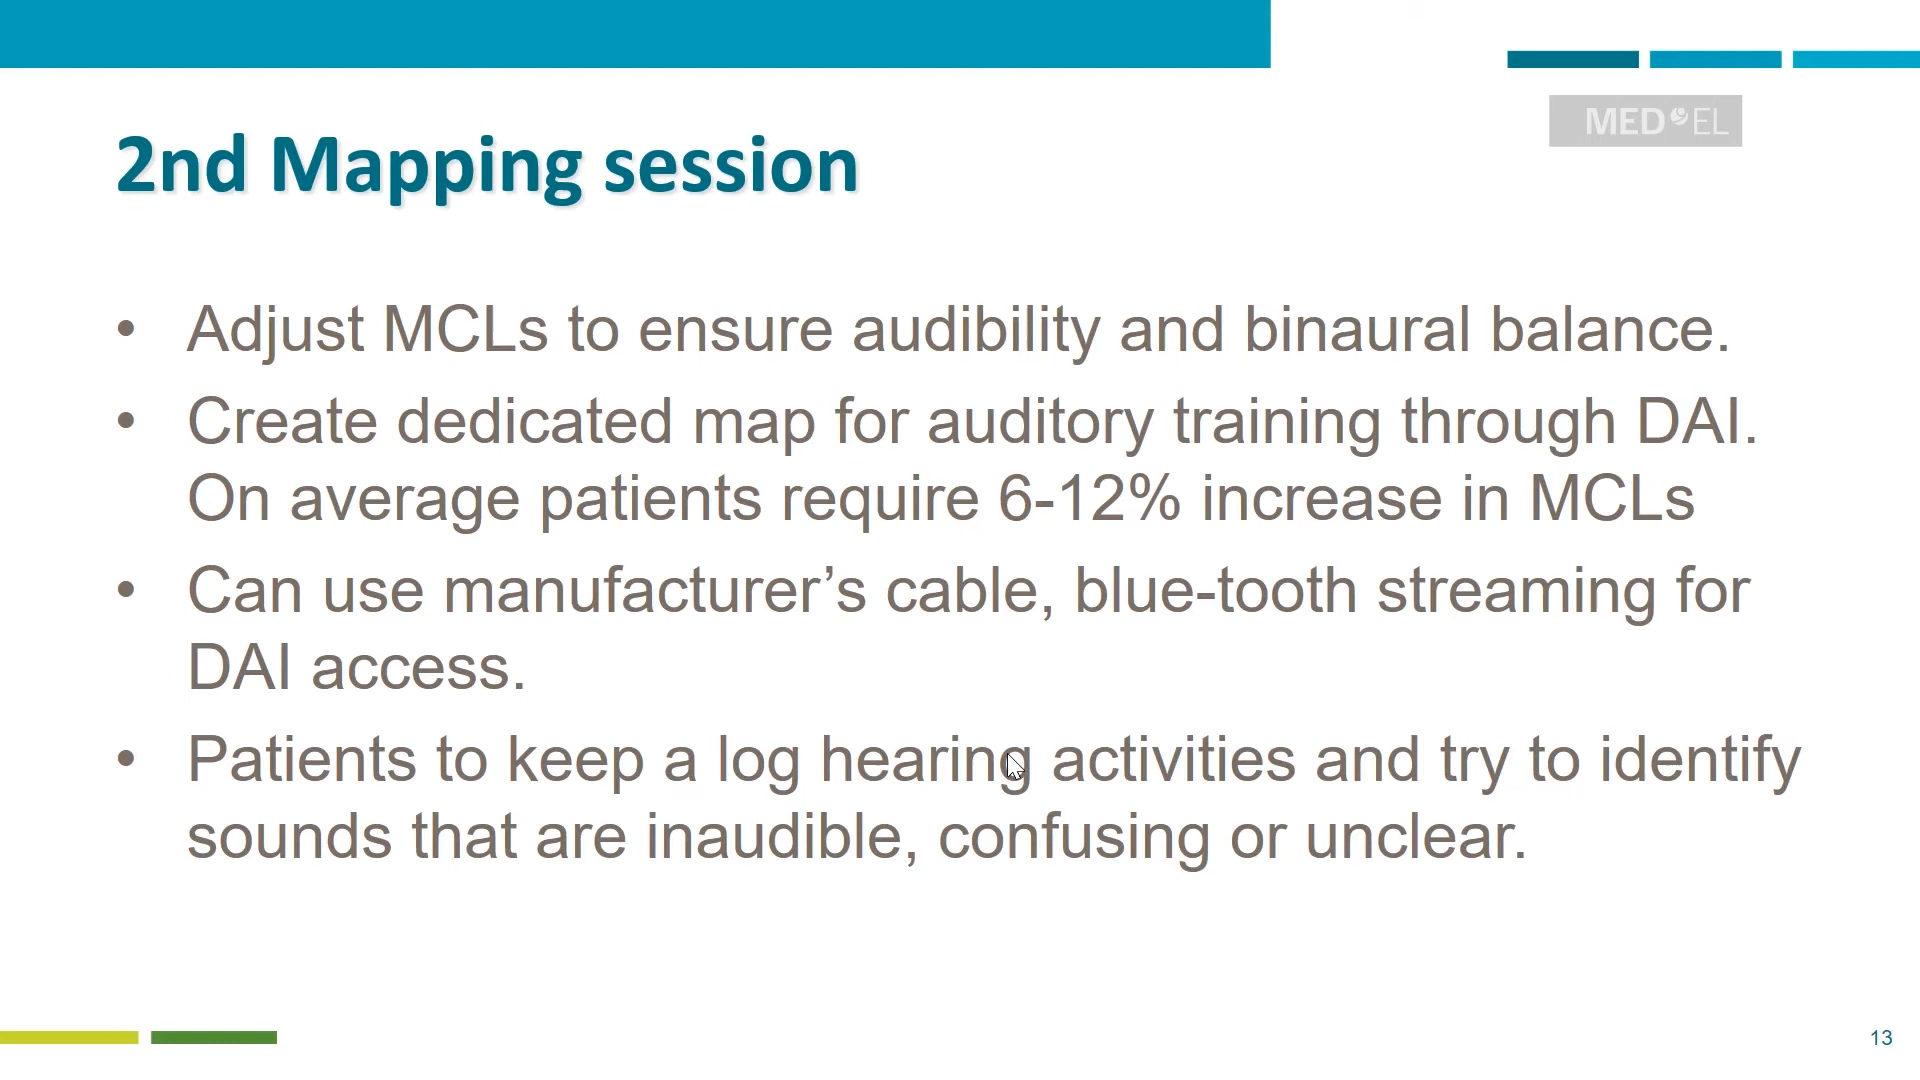 MED EL
2nd Mapping session
• Adjust MCLs to ensure audibility and binaural balance.
• Create dedicated map for auditory training through DAI.
On average patients require 6-12% increase in MCLs
• Can use manufacturer’s cable, blue-tooth streaming for
DAI access.
• Patients to keep a log hearing activities and try to identify
sounds that are inaudible, confusing or unclear.
13